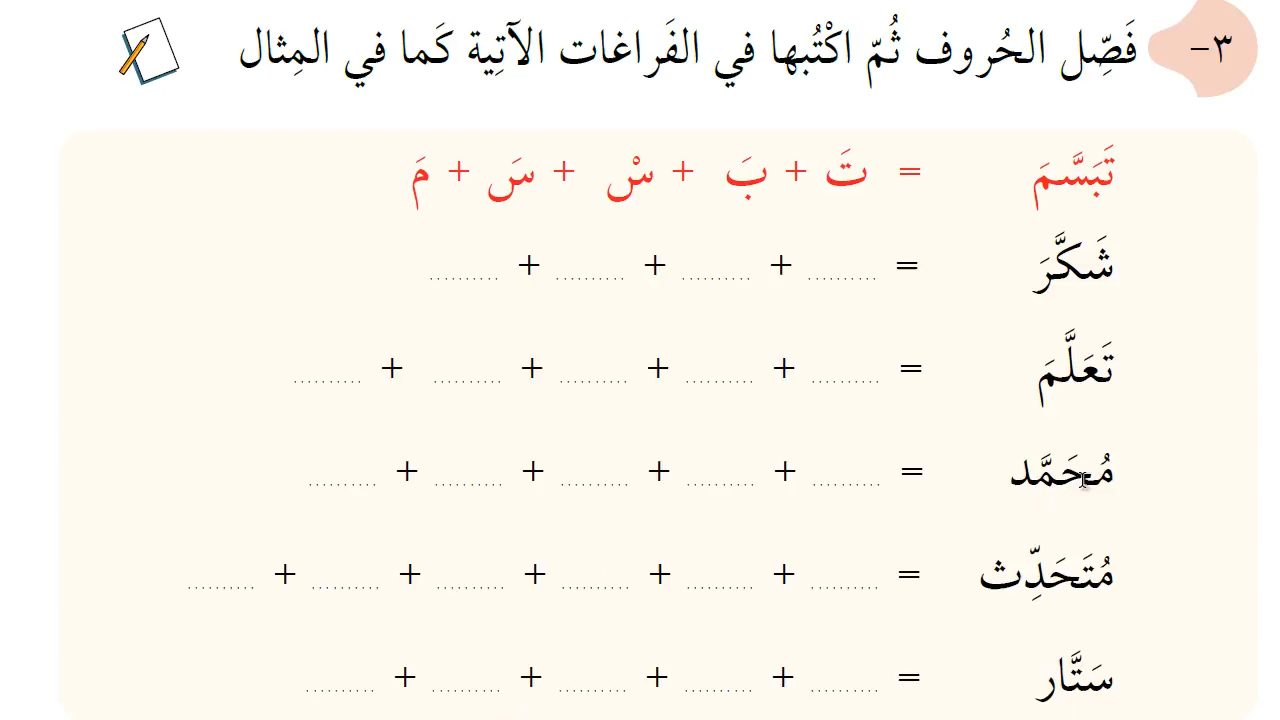 ٣- فَصِّل الحُروف ثُمّ اكْتُبها في الفَراغات الآتِية كَما في المِثال
تَبَسَّمَ = تَ + بَ + سْ + سَ + مَ
شَكَّرَ = .......... + .......... + .......... + ..........
تَعَلَّمَ = .......... + .......... + .......... + .......... + ..........
مُحَمَّد = .......... + .......... + .......... + .......... + ..........
مُتَحَدِّث = .......... + .......... + .......... + .......... + .......... + ..........
سَتَّار = .......... + .......... + .......... + .......... + ..........